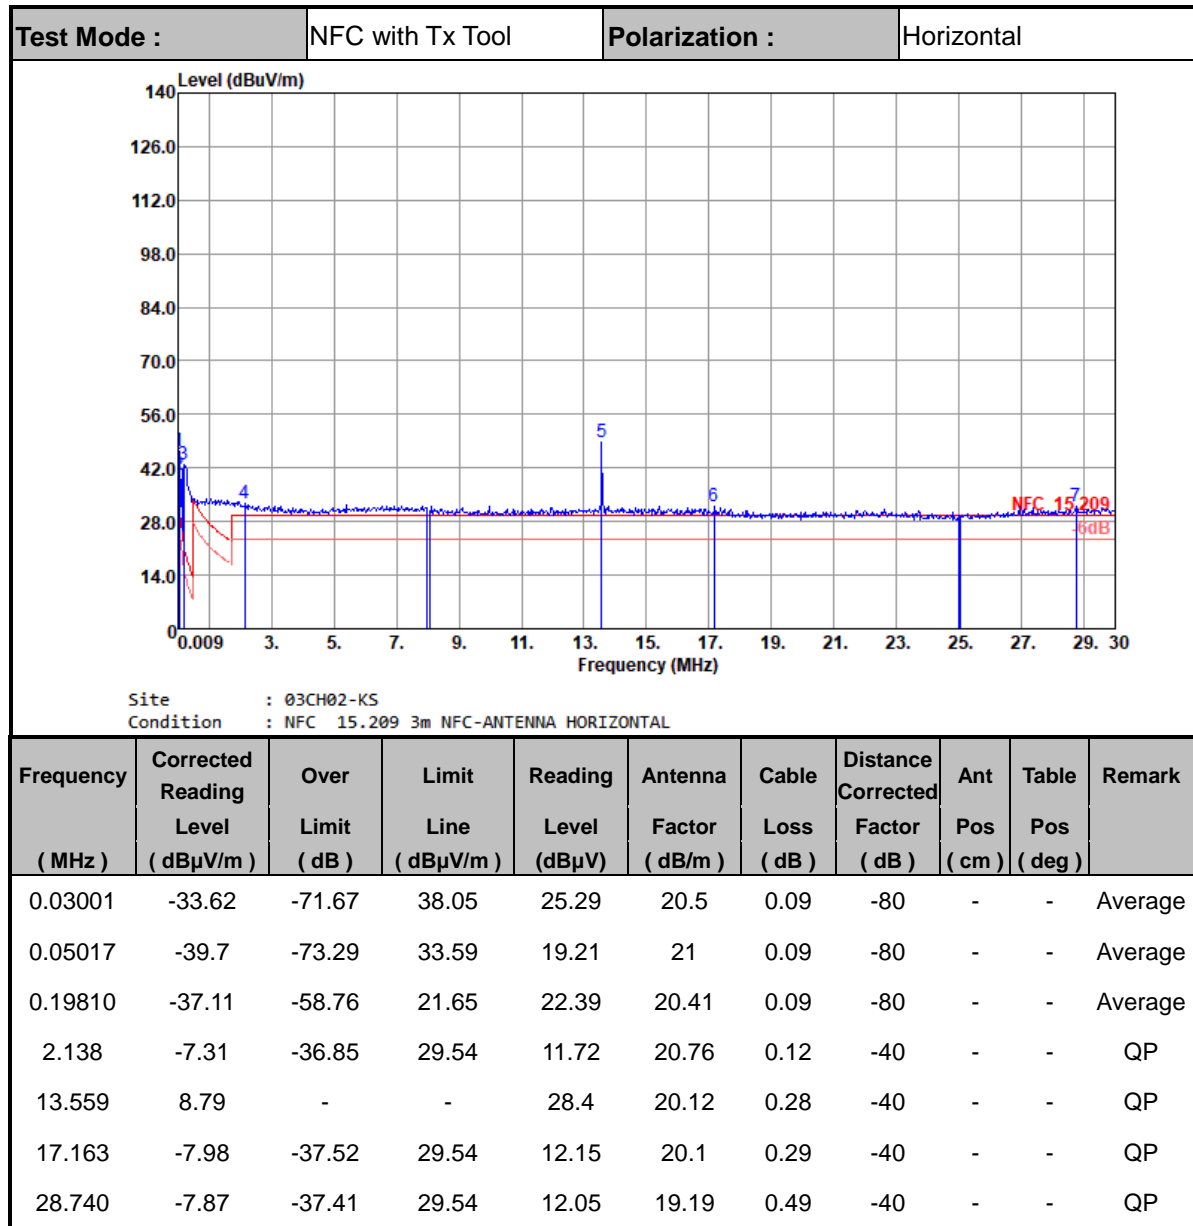 Test Mode : NFC with Tx Tool Polarization : Horizontal
Level (dBuV/m)
140
126.0
112.0
98.0
84.0
70.0
56.0
5
3
42.0
4 6 7
NFC 15.209
28.0
-6dB
14.0
0
0.009 3. 5. 7. 9. 11. 13. 15. 17. 19. 21. 23. 25. 27. 29. 30
Frequency (MHz)
Site : 03CH02-KS
Condition : NFC 15.209 3m NFC-ANTENNA HORIZONTAL
Frequency Corrected Reading Over Limit Reading Antenna Cable Distance Corrected Ant Table Remark
Level Limit Line Level Factor Loss Factor Pos Pos
( MHz ) ( dBµV/m ) ( dB ) ( dBµV/m ) (dBµV) ( dB/m ) ( dB ) ( dB ) ( cm ) ( deg )
0.03001 -33.62 -71.67 38.05 25.29 20.5 0.09 -80 - - Average
0.05017 -39.7 -73.29 33.59 19.21 21 0.09 -80 - - Average
0.19810 -37.11 -58.76 21.65 22.39 20.41 0.09 -80 - - Average
2.138 -7.31 -36.85 29.54 11.72 20.76 0.12 -40 - - QP
13.559 8.79 - - 28.4 20.12 0.28 -40 - - QP
17.163 -7.98 -37.52 29.54 12.15 20.1 0.29 -40 - - QP
28.740 -7.87 -37.41 29.54 12.05 19.19 0.49 -40 - - QP